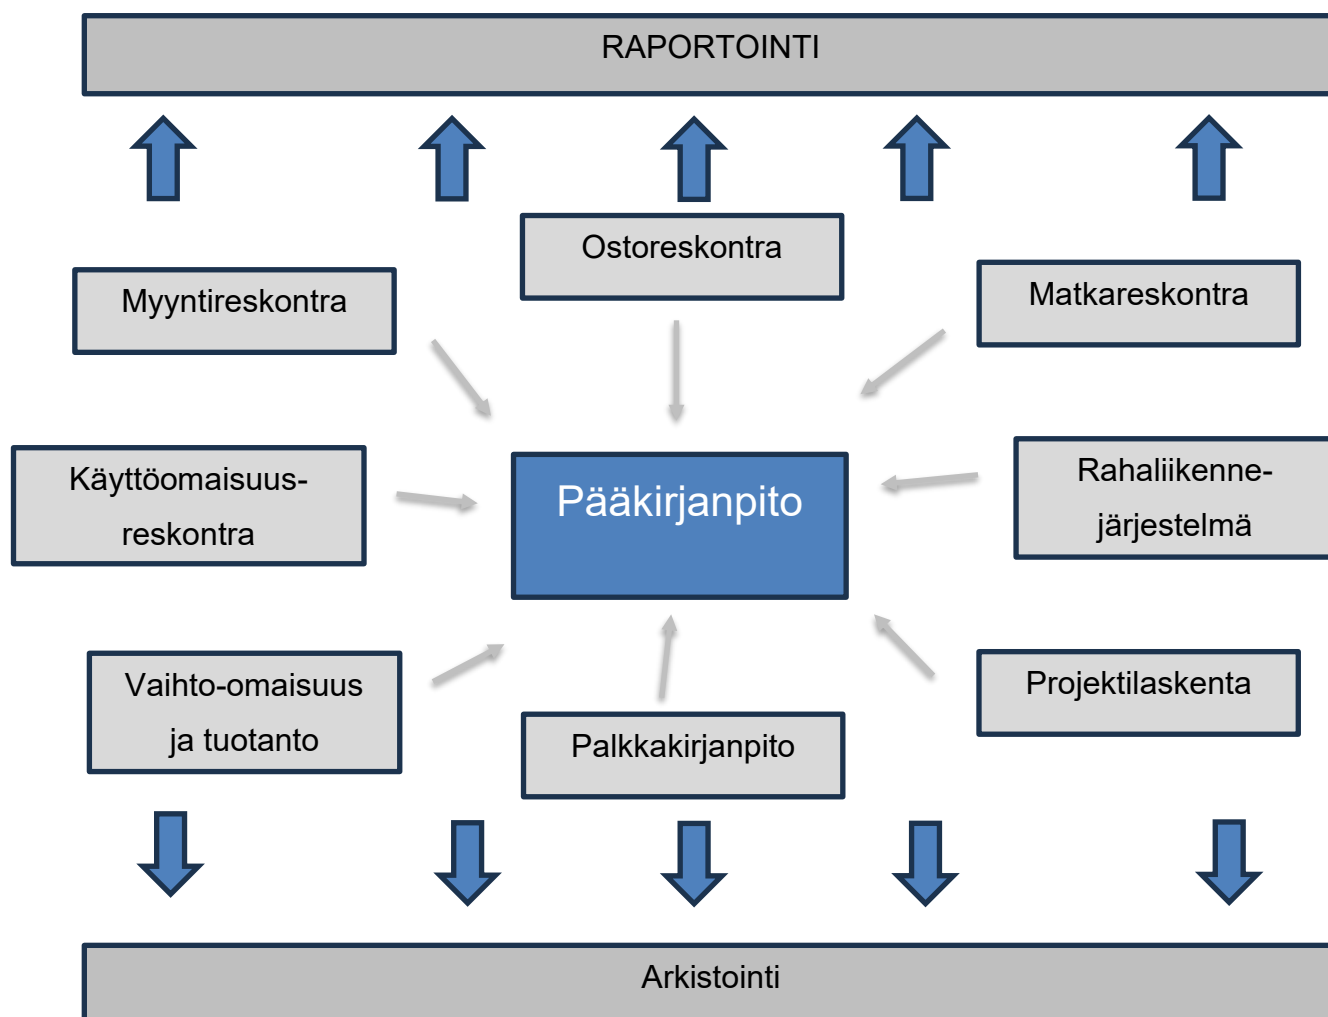 RAPORTOINTI
Ostoreskontra
Myyntireskontra
Matkareskontra
Käyttöomaisuus-
reskontra
Pääkirjanpito
Rahaliikenne-
järjestelmä
Vaihto-omaisuus
ja tuotanto
Palkkakirjanpito
Projektilaskenta
Arkistointi